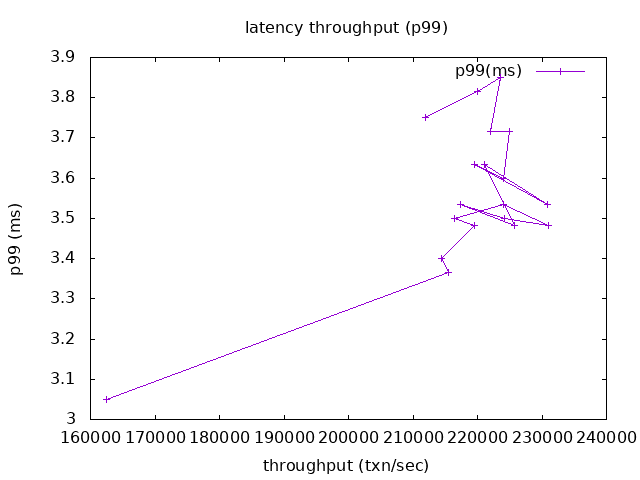 latency throughput (p99)
p99(ms)
3.9
3.8
3.7
3.6
3.5
3.4
3.3
3.2
3.1
3
p99 (ms)
160000 170000 180000 190000 200000 210000 220000 230000 240000
throughput (txn/sec)